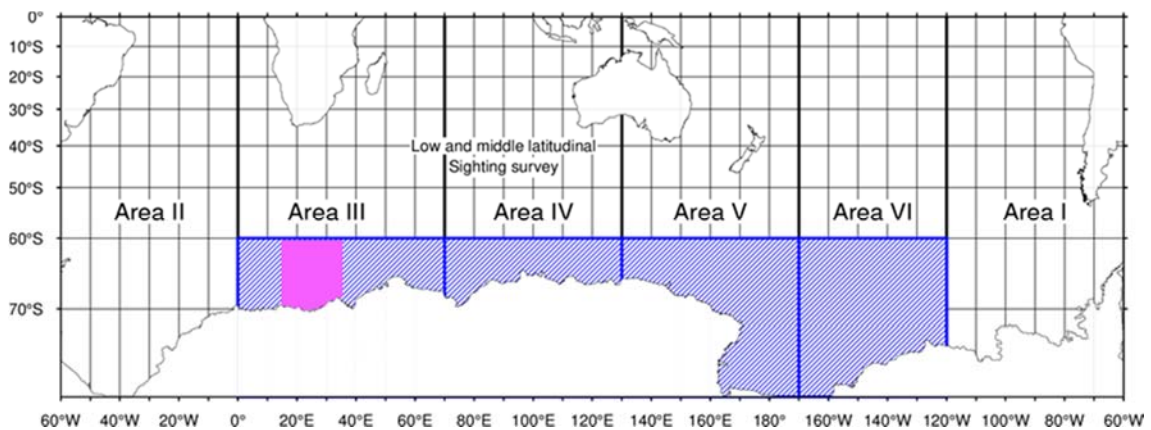 0°
10°S
20°S
30°S
40°S
Low and middle latitudinal
Sighting survey
50°S
Area II Area III Area IV Area V Area VI Area I
60°S
70°S
60°W 40°W 20°W 0° 20°E 40°E 60°E 80°E 100°E 120°E 140°E 160°E 180° 160°W 140°W 120°W 100°W 80°W 60°W